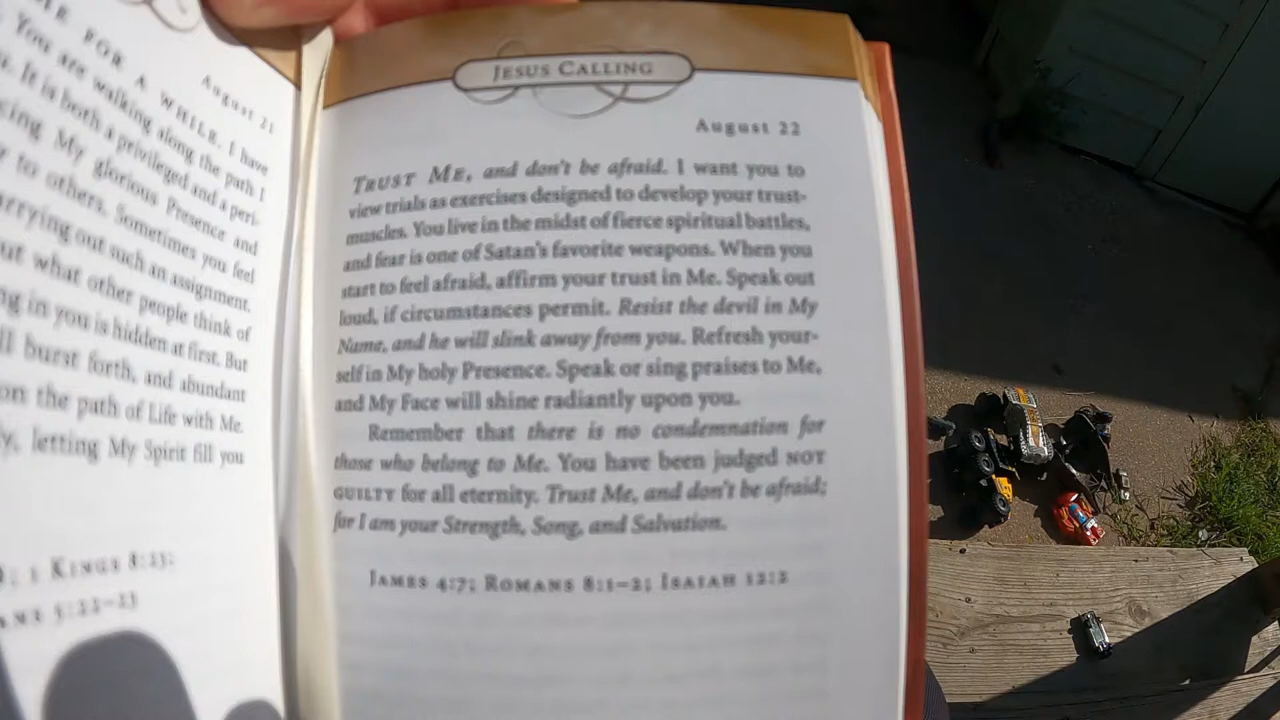 August 21
ME FOR A WHILE. I have
You are walking along the path I
It is both a privileged and a peri-
My glorious Presence and
to others. Sometimes you feel
carrying out such an assignment.
what other people think of
in you is hidden at first. But
burst forth, and abundant
on the path of Life with Me.
letting My Spirit fill you
1 KINGS 8:23;
5:22–23
JESUS CALLING
August 22
TRUST ME, and don't be afraid. I want you to
view trials as exercises designed to develop your trust-
muscles. You live in the midst of fierce spiritual battles,
and fear is one of Satan's favorite weapons. When you
start to feel afraid, affirm your trust in Me. Speak out
loud, if circumstances permit. Resist the devil in My
Name, and he will slink away from you. Refresh your-
self in My holy Presence. Speak or sing praises to Me,
and My Face will shine radiantly upon you.
Remember that there is no condemnation for
those who belong to Me. You have been judged NOT
GUILTY for all eternity. Trust Me, and don't be afraid;
for I am your Strength, Song, and Salvation.
JAMES 4:7; ROMANS 8:1–2; ISAIAH 12:2